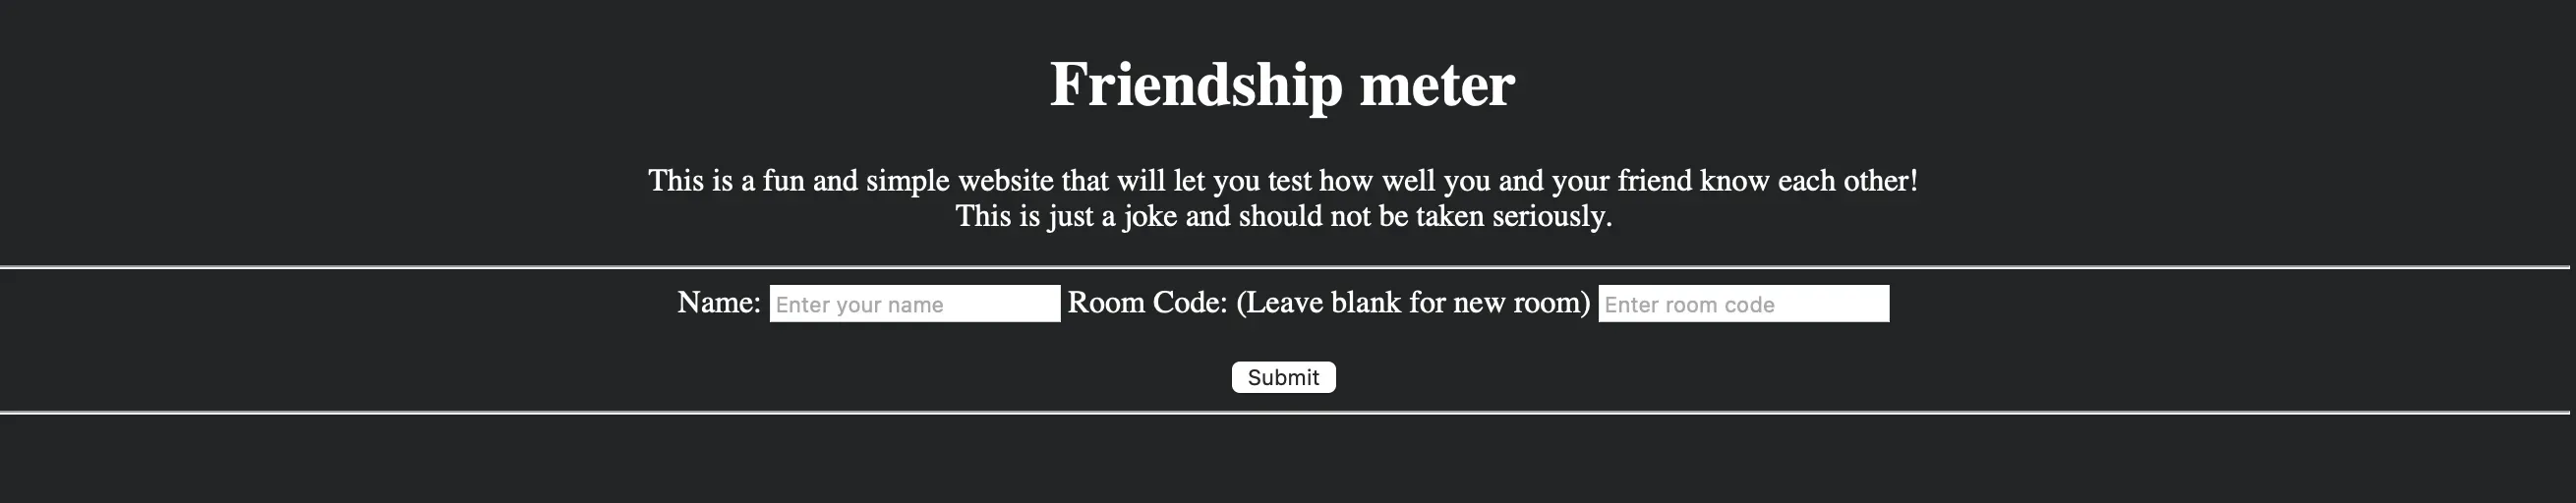 Friendship meter
This is a fun and simple website that will let you test how well you and your friend know each other!
This is just a joke and should not be taken seriously.
Name: Enter your name Room Code: (Leave blank for new room) Enter room code
Submit